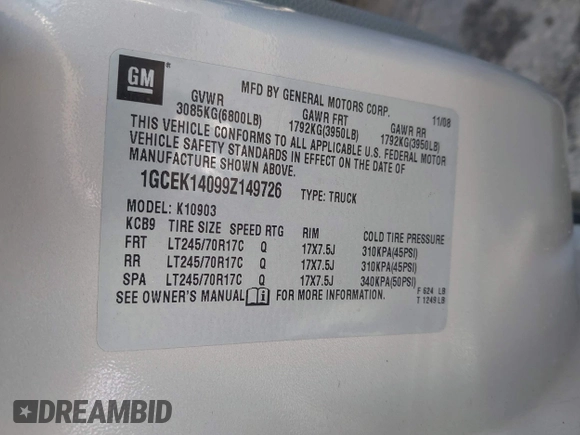 GM ®
MFD BY GENERAL MOTORS CORP. 11/08
GVWR GAWR FRT GAWR RR
3085KG(6800LB) 1792KG(3950LB) 1792KG(3950LB)
THIS VEHICLE CONFORMS TO ALL APPLICABLE U.S. FEDERAL MOTOR
VEHICLE SAFETY STANDARDS IN EFFECT ON THE DATE OF
MANUFACTURE SHOWN ABOVE.
1GCEK14099Z149726 TYPE: TRUCK
MODEL: K10903
KCB9 TIRE SIZE SPEED RTG RIM COLD TIRE PRESSURE
FRT LT245/70R17C Q 17X7.5J 310KPA(45PSI)
RR LT245/70R17C Q 17X7.5J 310KPA(45PSI)
SPA LT245/70R17C Q 17X7.5J 340KPA(50PSI)
SEE OWNER'S MANUAL FOR MORE INFORMATION.
F 624 LB
T 1249 LB
DREAMBID